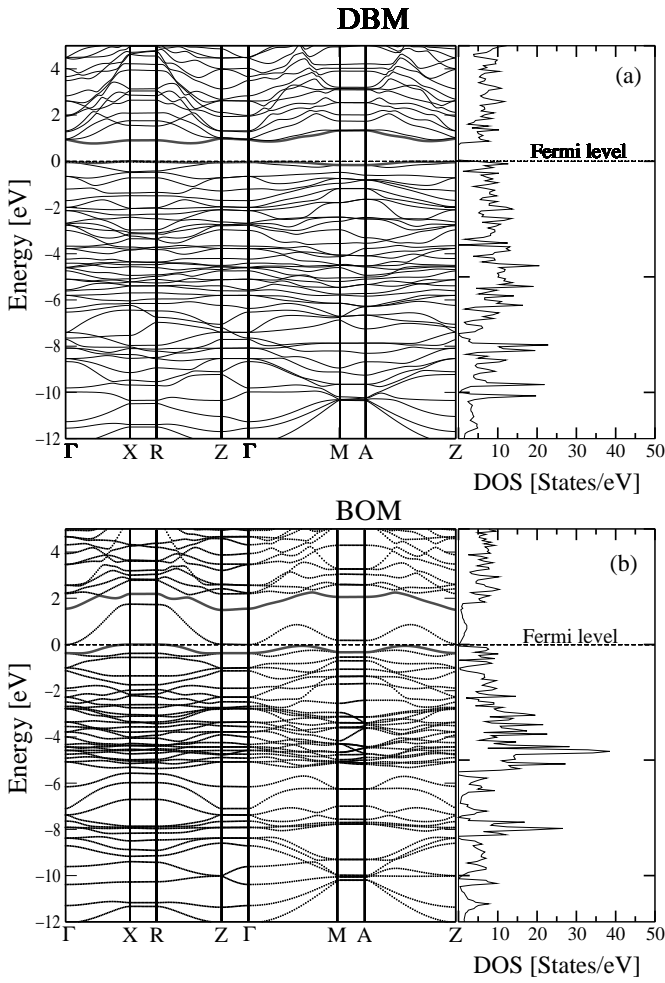 DBM
4
2
0
−2
−4
−6
−8
−10
−12
Energy [eV]
(a)
Fermi level
Γ X R Z Γ M A Z
0 10 20 30 40 50
DOS [States/eV]
BOM
4
2
0
−2
−4
−6
−8
−10
−12
Energy [eV]
(b)
Fermi level
Γ X R Z Γ M A Z
0 10 20 30 40 50
DOS [States/eV]